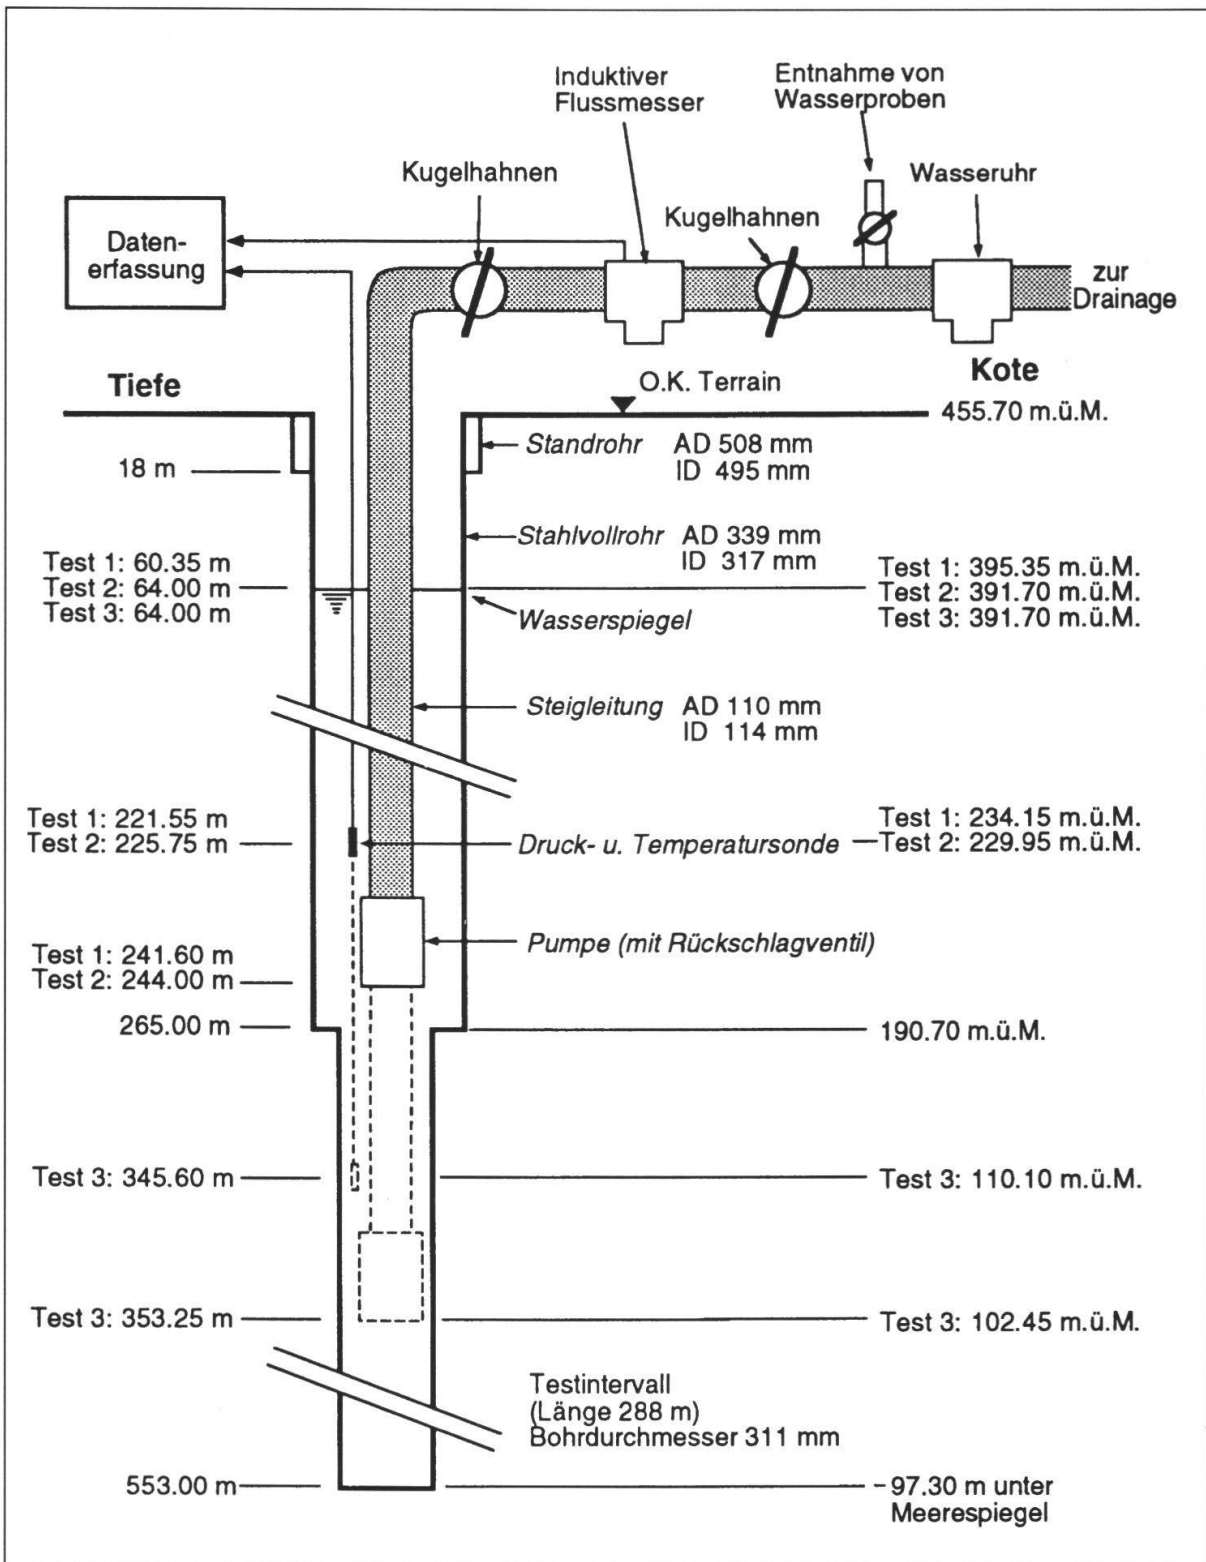 Induktiver
Flussmesser
Entnahme von
Wasserproben
Kugelhahnen
Wasseruhr
Kugelhahnen
Daten-
erfassung
zur
Drainage
Tiefe
O.K. Terrain
Kote
455.70 m.ü.M.
Standrohr AD 508 mm
ID 495 mm
18 m
Stahlvollrohr AD 339 mm
ID 317 mm
Test 1: 60.35 m
Test 2: 64.00 m
Test 3: 64.00 m
Test 1: 395.35 m.ü.M.
Test 2: 391.70 m.ü.M.
Test 3: 391.70 m.ü.M.
Wasserspiegel
Steigleitung AD 110 mm
ID 114 mm
Test 1: 221.55 m
Test 2: 225.75 m
Druck- u. Temperatursonde
Test 1: 234.15 m.ü.M.
Test 2: 229.95 m.ü.M.
Pumpe (mit Rückschlagventil)
Test 1: 241.60 m
Test 2: 244.00 m
265.00 m
190.70 m.ü.M.
Test 3: 345.60 m
Test 3: 110.10 m.ü.M.
Test 3: 353.25 m
Test 3: 102.45 m.ü.M.
Testintervall
(Länge 288 m)
Bohrdurchmesser 311 mm
553.00 m
- 97.30 m unter
Meerespiegel